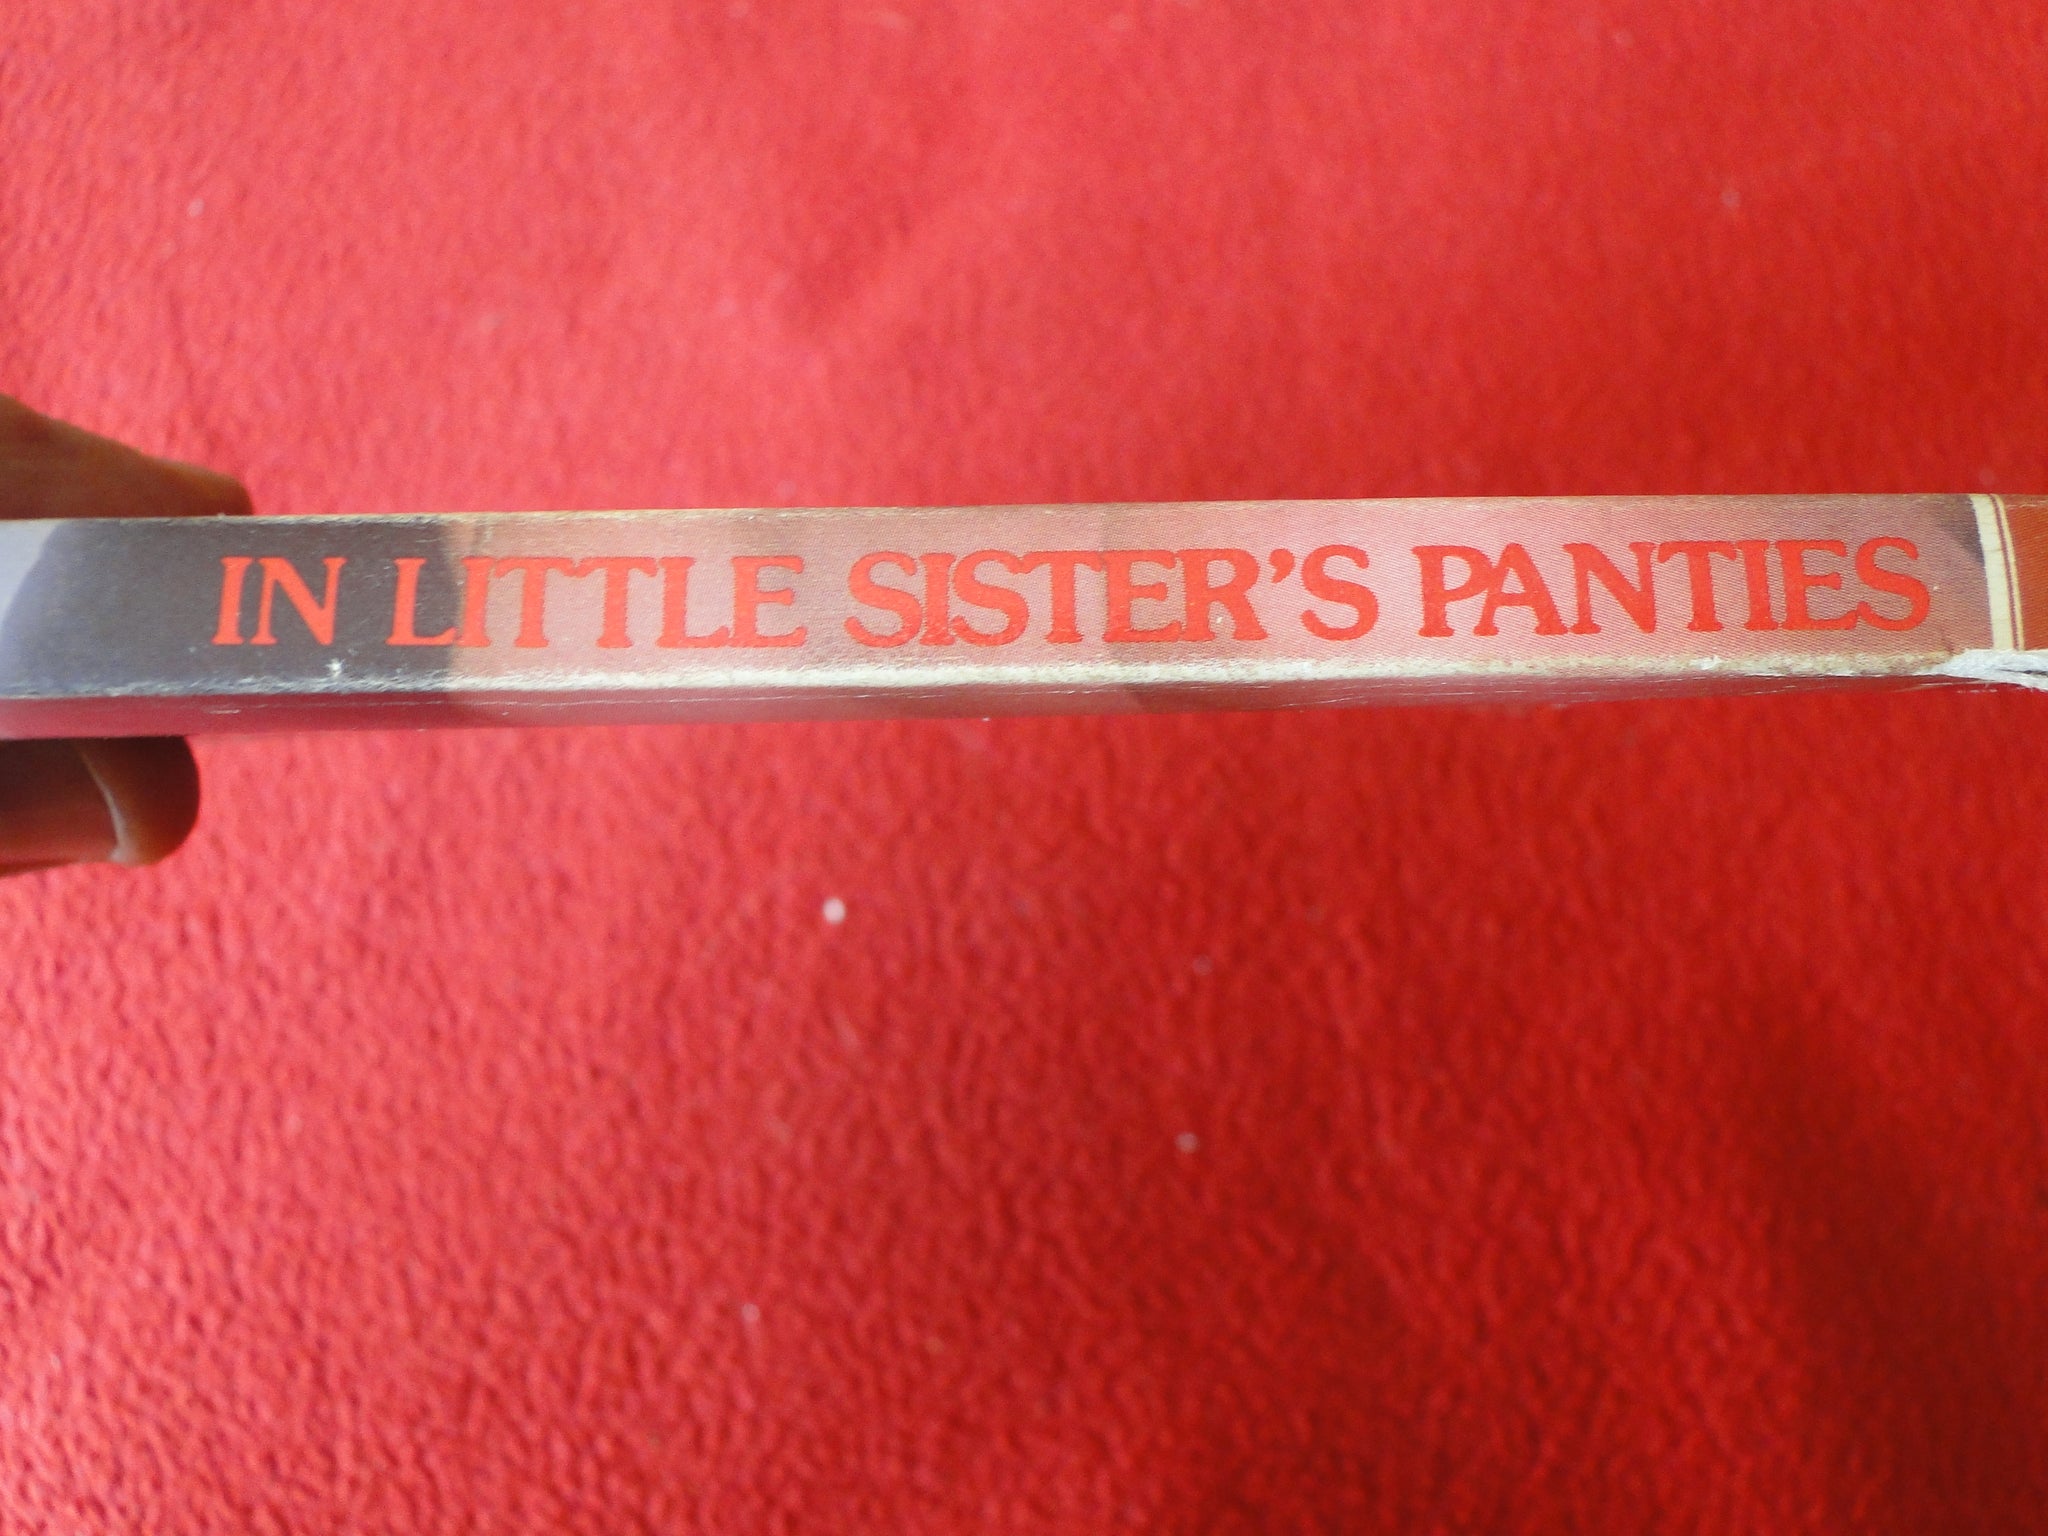 IN LITTLE SISTER'S PANTIES